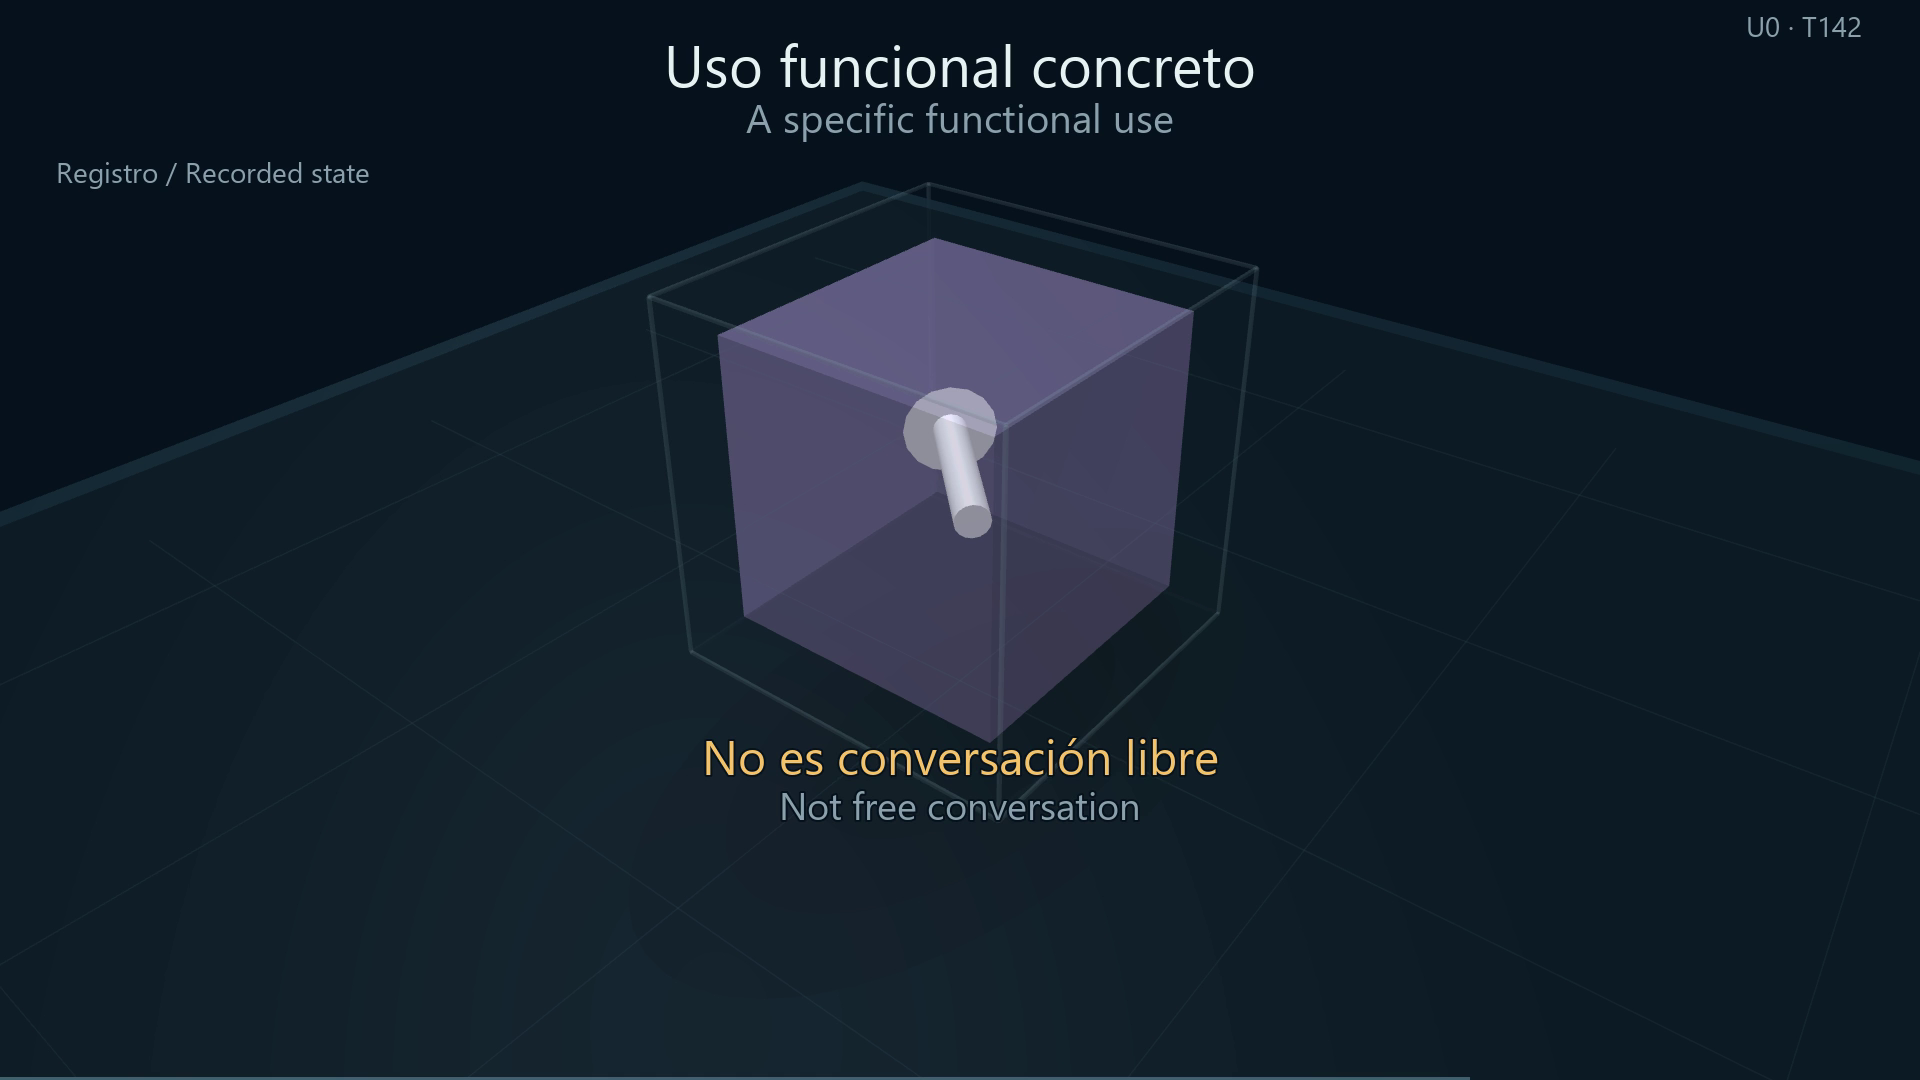 U0 · T142
Uso funcional concreto
A specific functional use
Registro / Recorded state
No es conversación libre
Not free conversation